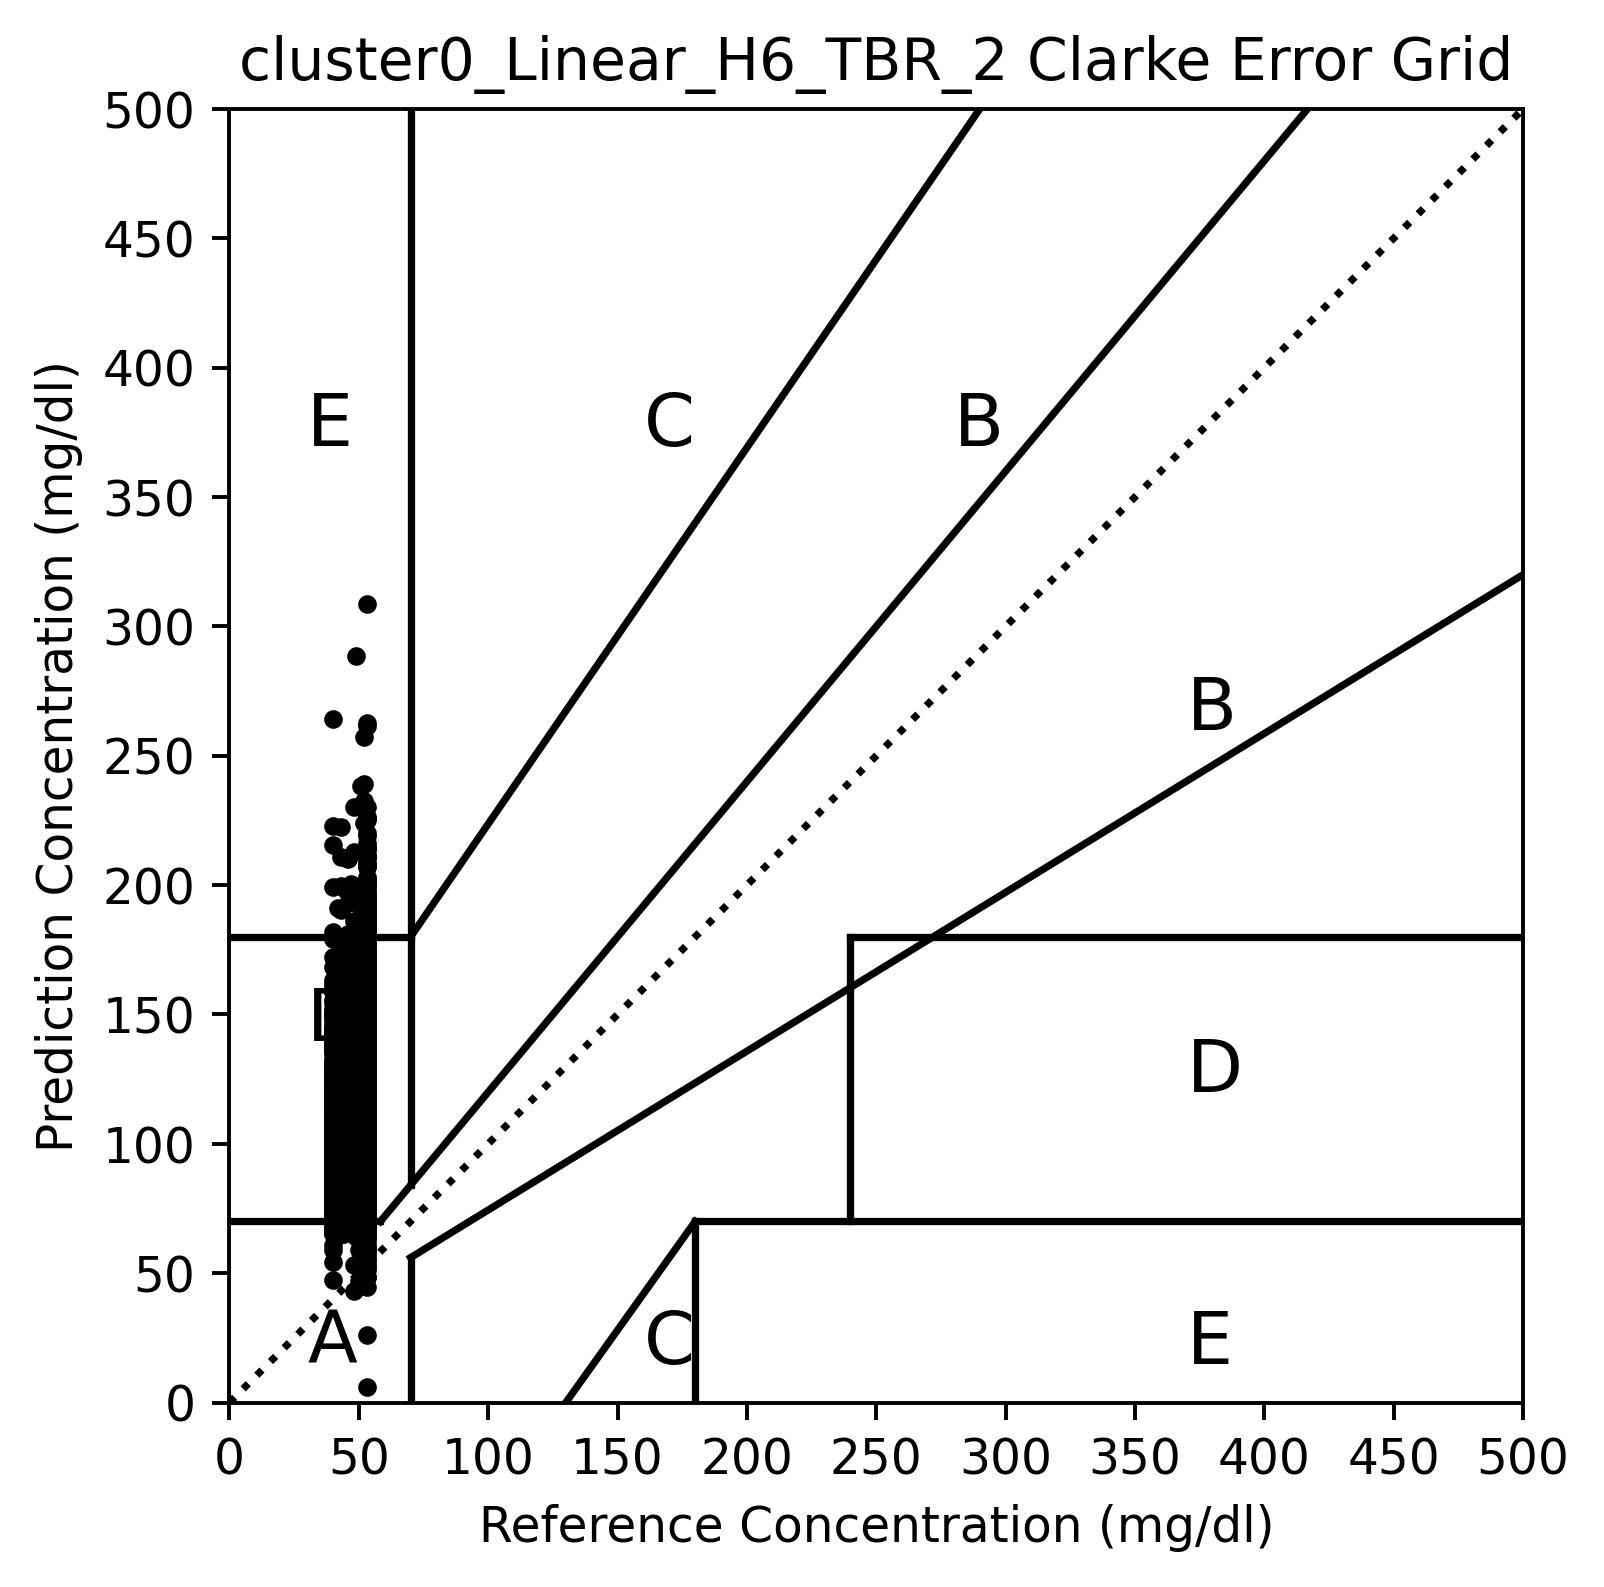 cluster0_Linear_H6_TBR_2 Clarke Error Grid
Prediction Concentration (mg/dl)
500
450
400
350
300
250
200
150
100
50
0
E
C
B
B
D
A
C
E
0 50 100 150 200 250 300 350 400 450 500
Reference Concentration (mg/dl)